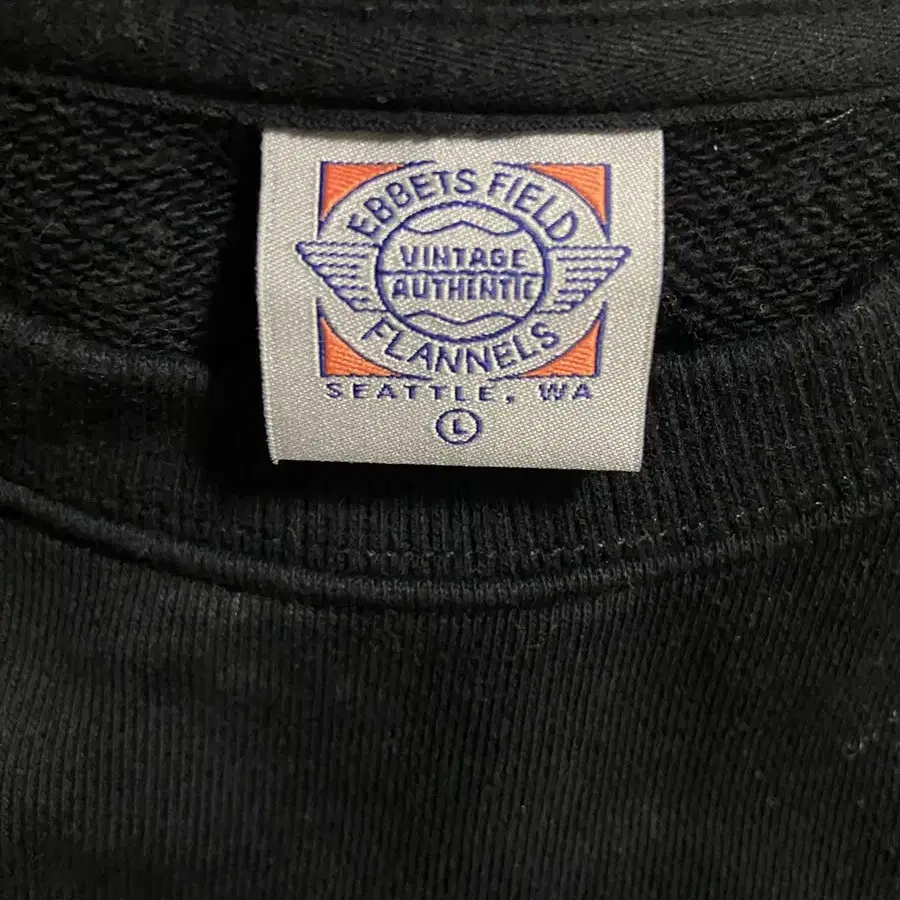 EBBETS FIELD
VINTAGE
AUTHENTIC
FLANNELS
SEATTLE, WA
L